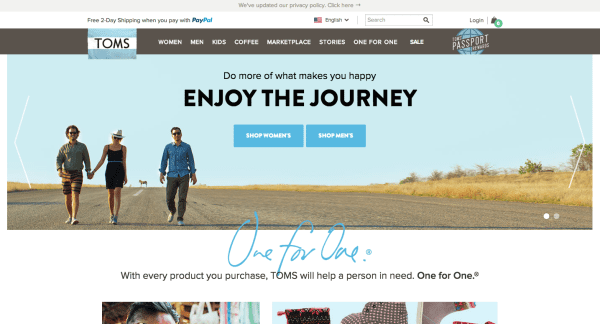 We've updated our privacy policy. Click here →
Free 2-Day Shipping when you pay with PayPal
English
Search
Login
TOMS
WOMEN MEN KIDS COFFEE MARKETPLACE STORIES ONE FOR ONE SALE
TOMS PASSPORT REWARDS
Do more of what makes you happy
ENJOY THE JOURNEY
SHOP WOMEN'S
SHOP MEN'S
One for One.®
With every product you purchase, TOMS will help a person in need. One for One.®